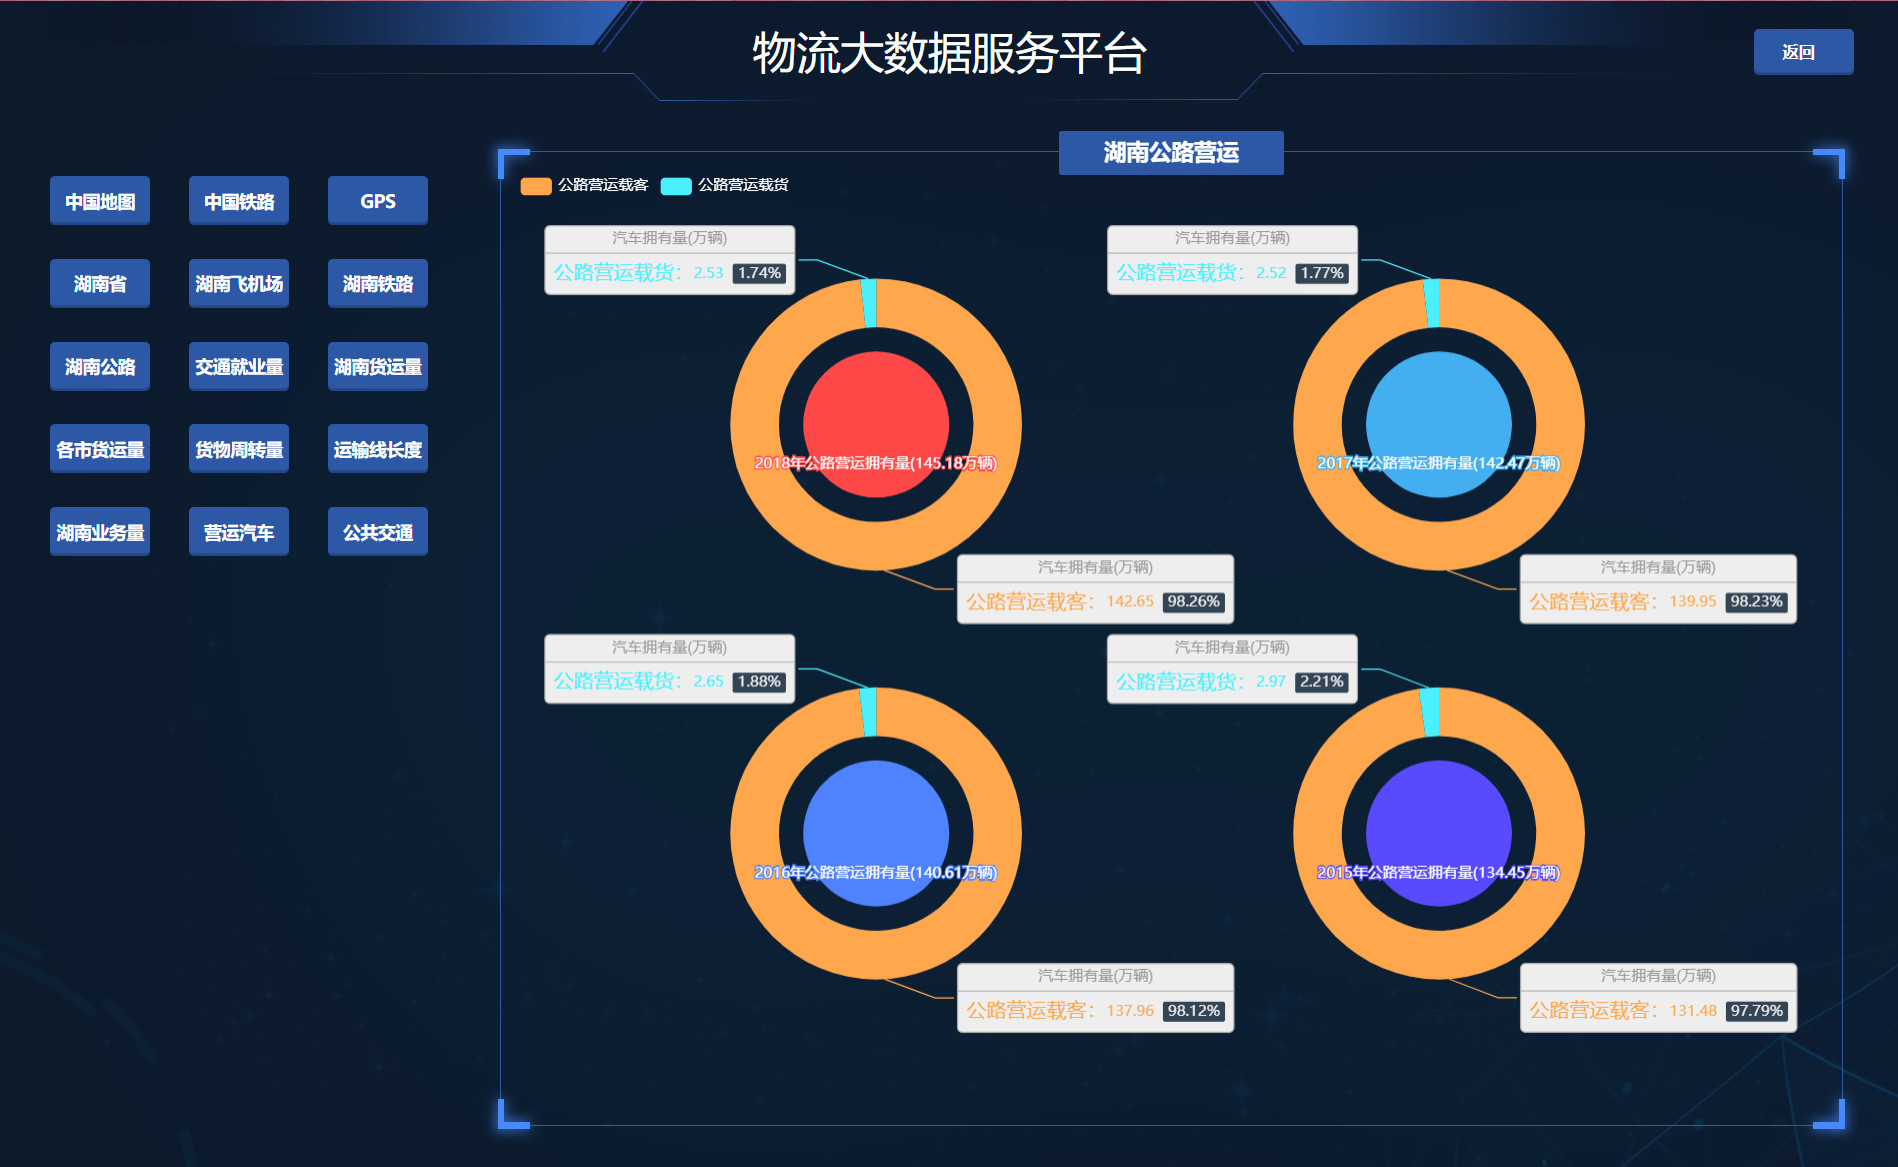 物流大数据服务平台
返回
中国地图
中国铁路
GPS
湖南省
湖南飞机场
湖南铁路
湖南公路
交通就业量
湖南货运量
各市货运量
货物周转量
运输线长度
湖南业务量
营运汽车
公共交通
湖南公路营运
公路营运载客
公路营运载货
汽车拥有量(万辆)
公路营运载货: 2.53 1.74%
2018年公路营运拥有量(145.18万辆)
汽车拥有量(万辆)
公路营运载客: 142.65 98.26%
汽车拥有量(万辆)
公路营运载货: 2.52 1.77%
2017年公路营运拥有量(142.47万辆)
汽车拥有量(万辆)
公路营运载客: 139.95 98.23%
汽车拥有量(万辆)
公路营运载货: 2.65 1.88%
2016年公路营运拥有量(140.61万辆)
汽车拥有量(万辆)
公路营运载客: 137.96 98.12%
汽车拥有量(万辆)
公路营运载货: 2.97 2.21%
2015年公路营运拥有量(134.45万辆)
汽车拥有量(万辆)
公路营运载客: 131.48 97.79%